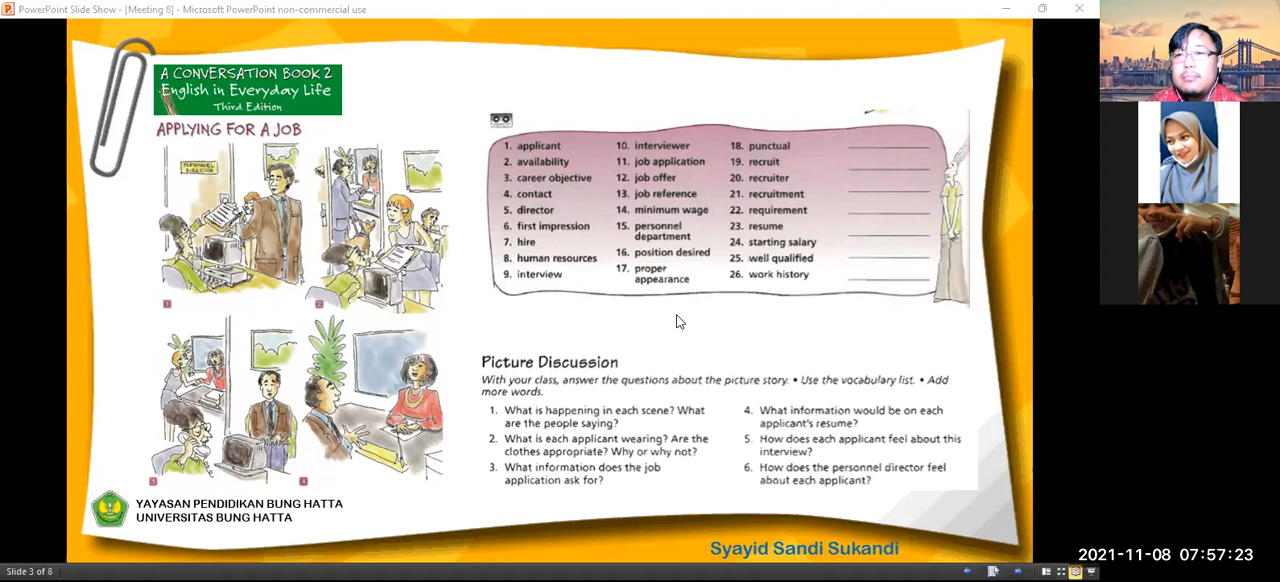 PowerPoint Slide Show - [Meeting 8] - Microsoft PowerPoint non-commercial use
A CONVERSATION BOOK 2
English in Everyday Life
Third Edition
APPLYING FOR A JOB
PERSONNEL
DIRECTOR
1
2
3
4
1. applicant
2. availability
3. career objective
4. contact
5. director
6. first impression
7. hire
8. human resources
9. interview
10. interviewer
11. job application
12. job offer
13. job reference
14. minimum wage
15. personnel
department
16. position desired
17. proper
appearance
18. punctual
19. recruit
20. recruiter
21. recruitment
22. requirement
23. resume
24. starting salary
25. well qualified
26. work history
Picture Discussion
With your class, answer the questions about the picture story. • Use the vocabulary list. • Add
more words.
1. What is happening in each scene? What
are the people saying?
2. What is each applicant wearing? Are the
clothes appropriate? Why or why not?
3. What information does the job
application ask for?
4. What information would be on each
applicant's resume?
5. How does each applicant feel about this
interview?
6. How does the personnel director feel
about each applicant?
YAYASAN PENDIDIKAN BUNG HATTA
UNIVERSITAS BUNG HATTA
Syayid Sandi Sukandi
Slide 3 of 8
2021-11-08 07:57:23